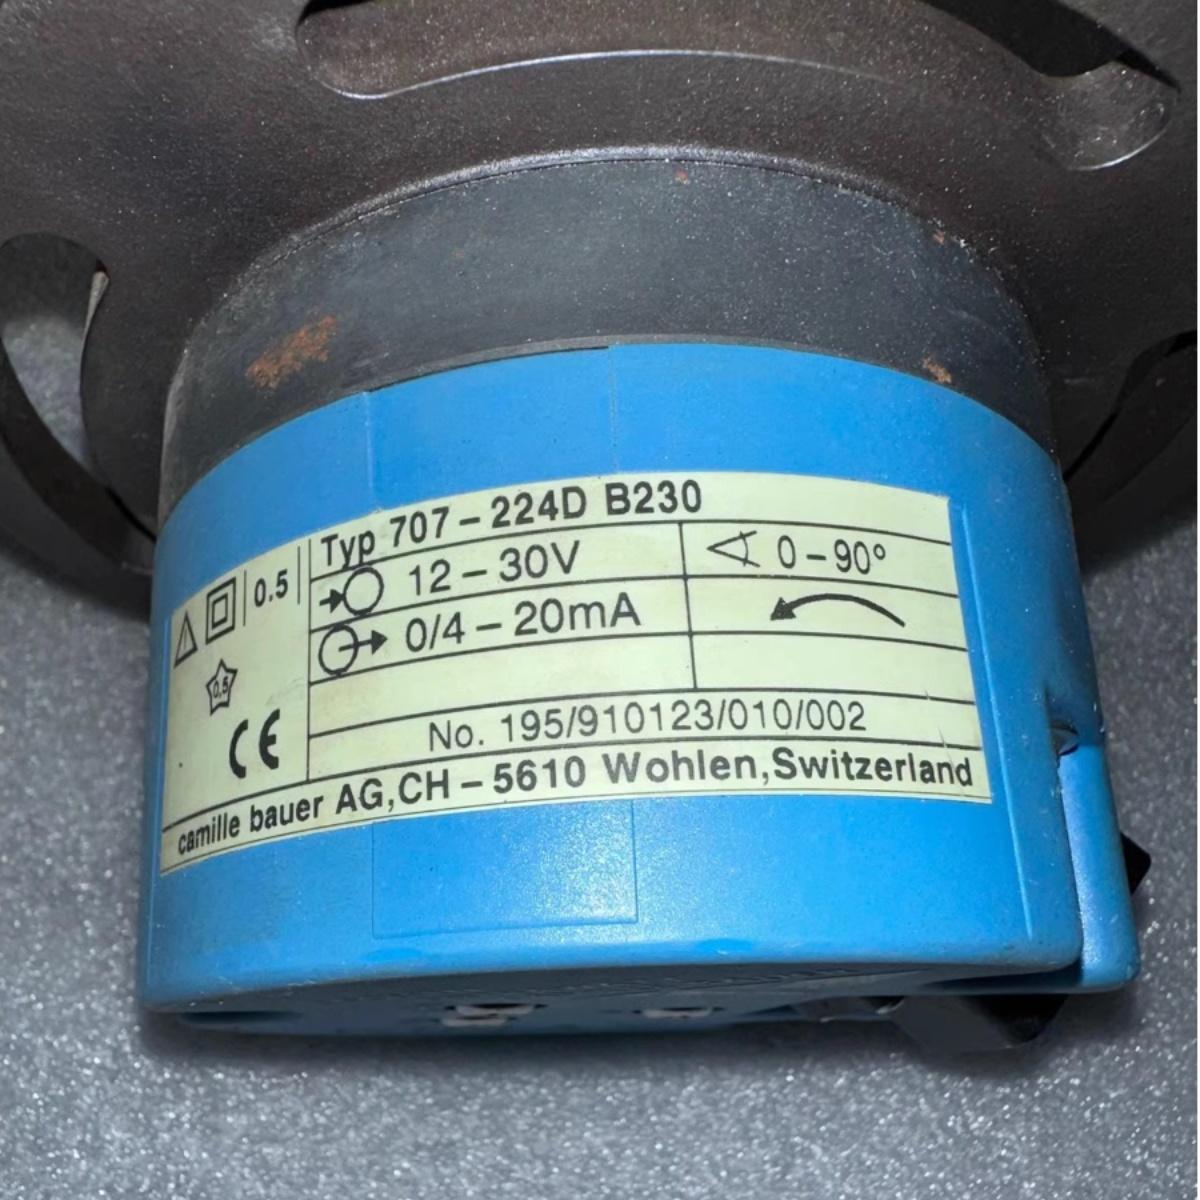 Typ 707-224D B230
12-30V
0-90°
0/4-20mA
0.5
0,5
CE
No. 195/910123/010/002
camille bauer AG,CH-5610 Wohlen,Switzerland